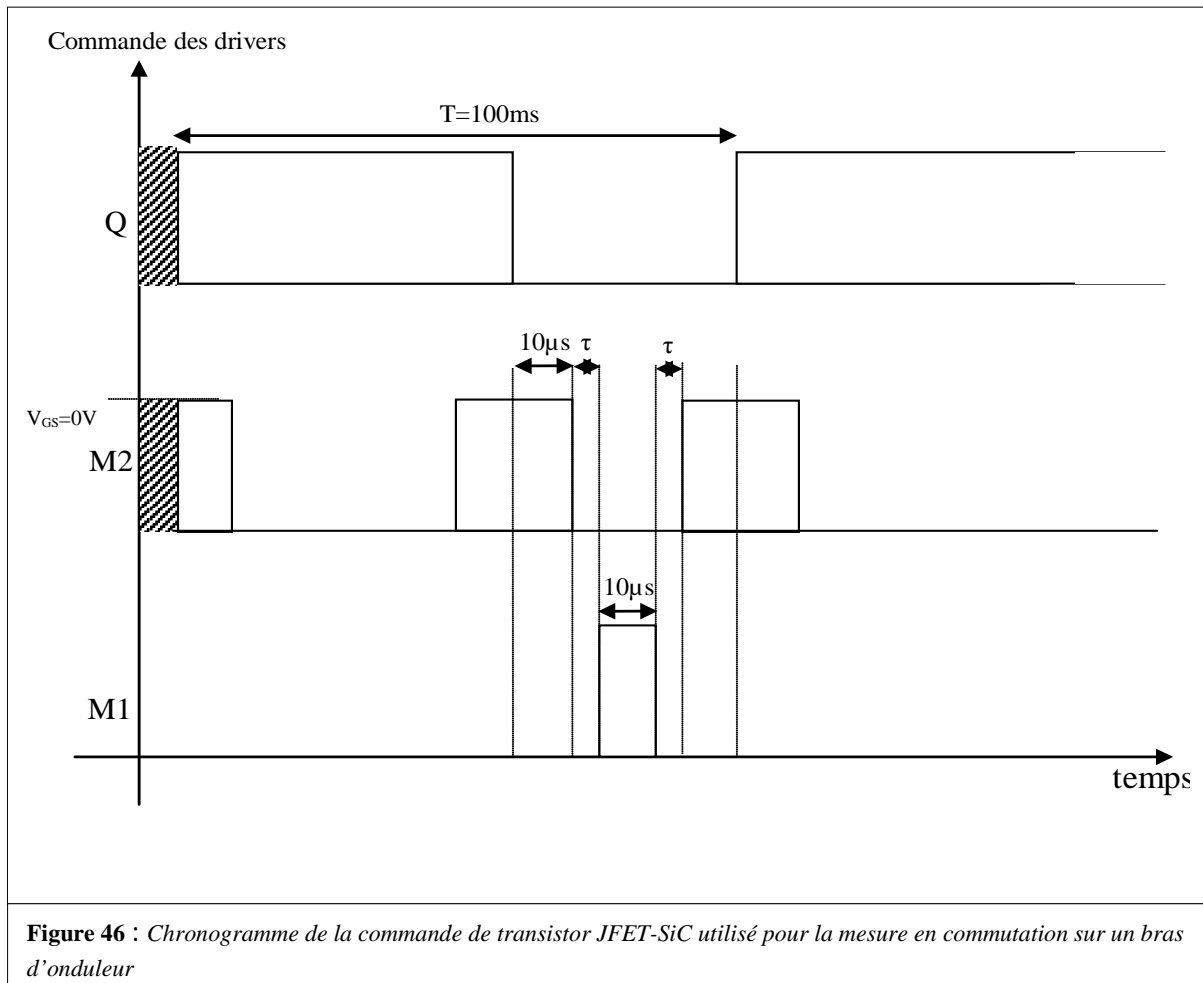 Commande des drivers
T=100ms
Q
10µs τ τ
VGS=0V
M2
10µs
M1
temps
Figure 46 : Chronogramme de la commande de transistor JFET-SiC utilisé pour la mesure en commutation sur un bras
d'onduleur